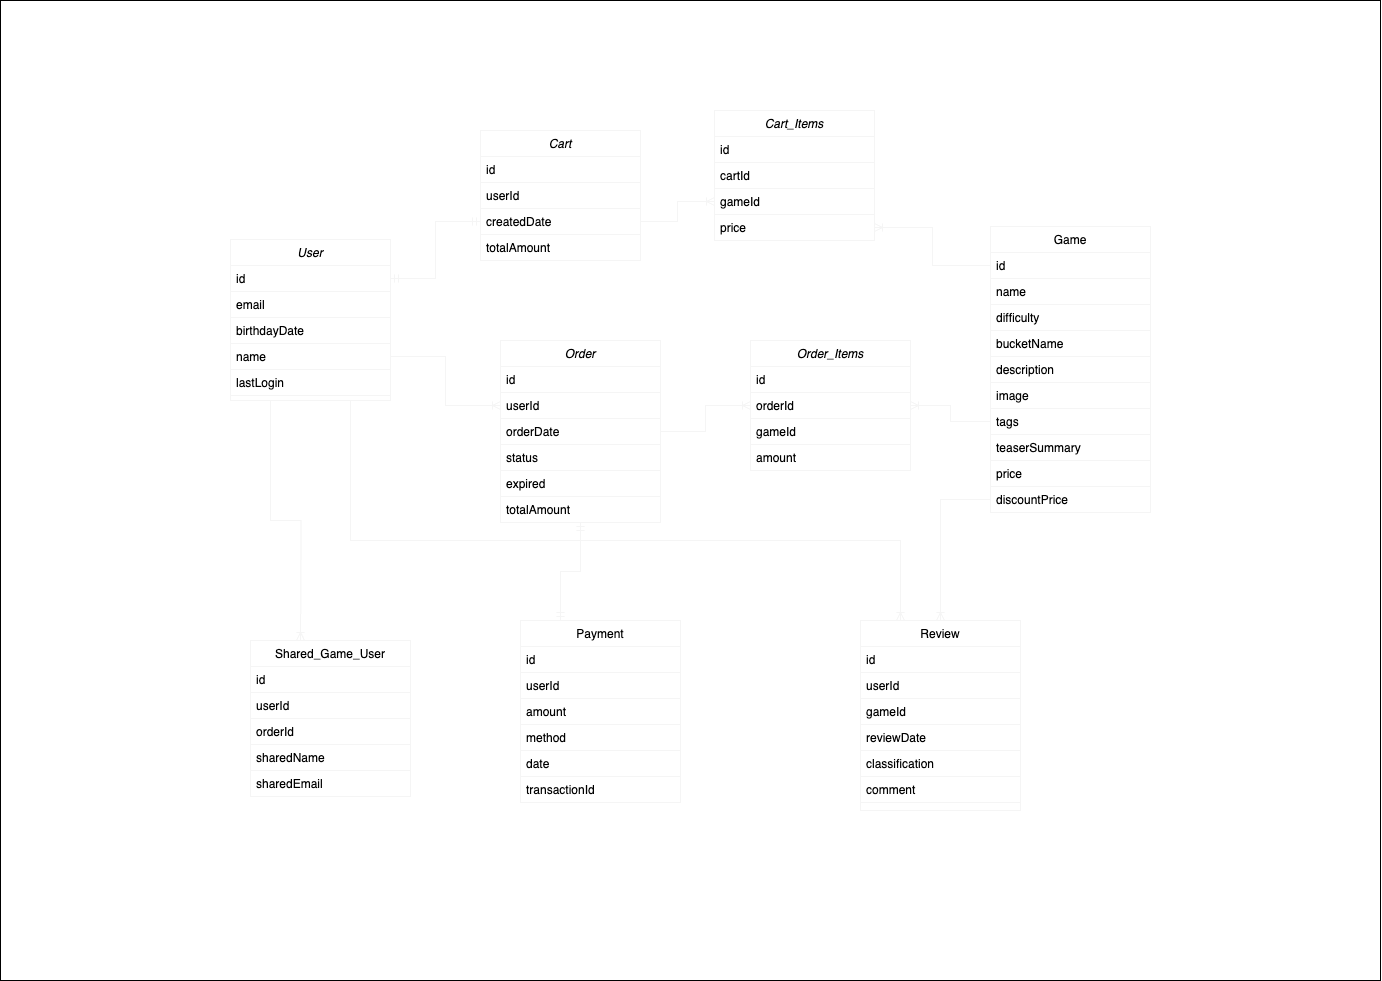 Cart
id
userId
createdDate
totalAmount
Cart_Items
id
cartId
gameId
price
User
id
email
birthdayDate
name
lastLogin
Game
id
name
difficulty
bucketName
description
image
tags
teaserSummary
price
discountPrice
Order
id
userId
orderDate
status
expired
totalAmount
Order_Items
id
orderId
gameId
amount
Shared_Game_User
id
userId
orderId
sharedName
sharedEmail
Payment
id
userId
amount
method
date
transactionId
Review
id
userId
gameId
reviewDate
classification
comment